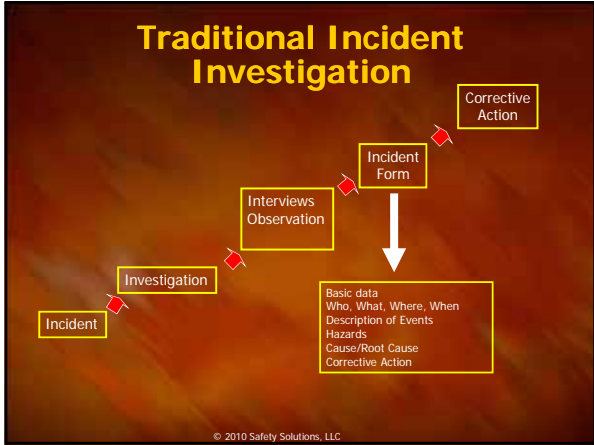 Traditional Incident
Investigation
Corrective
Action
Incident
Form
Interviews
Observation
Investigation
Incident
Basic data
Who, What, Where, When
Description of Events
Hazards
Cause/Root Cause
Corrective Action
© 2010 Safety Solutions, LLC